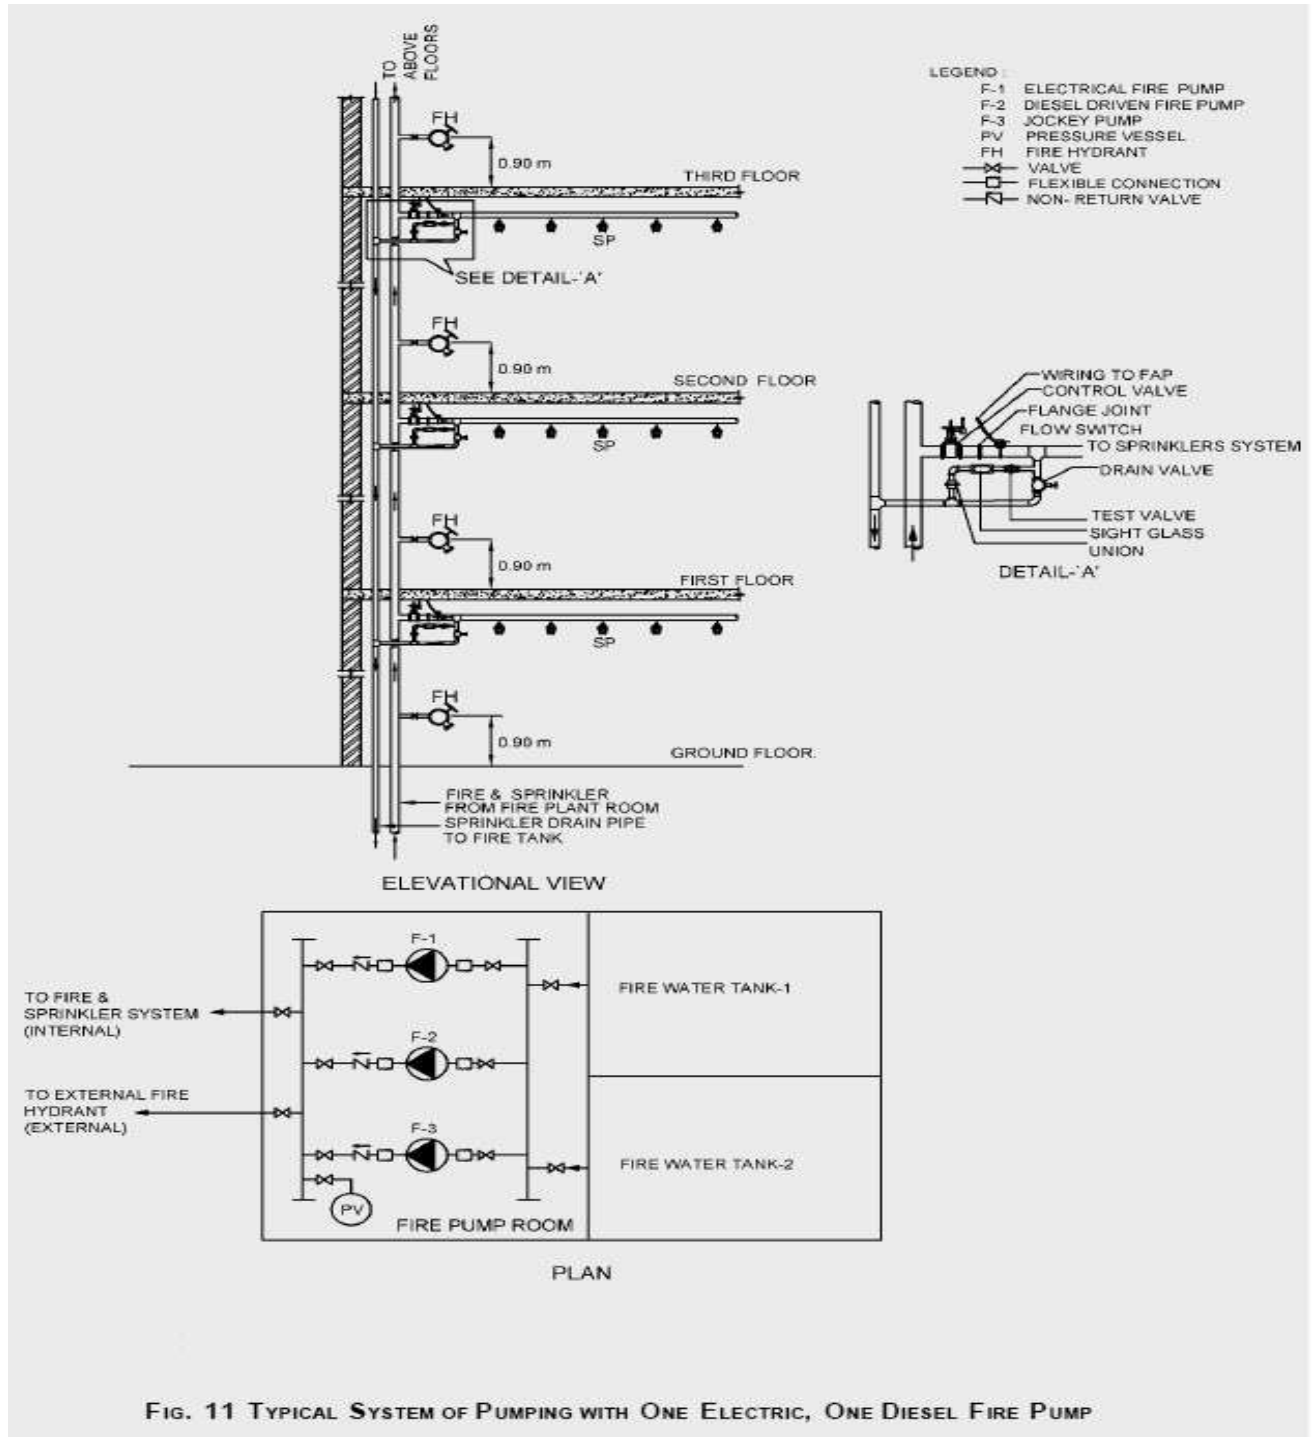 TO
ABOVE
FLOORS
LEGEND :
F-1 ELECTRICAL FIRE PUMP
F-2 DIESEL DRIVEN FIRE PUMP
F-3 JOCKEY PUMP
PV PRESSURE VESSEL
FH FIRE HYDRANT
VALVE
FLEXIBLE CONNECTION
NON- RETURN VALVE
FH
0.90 m
THIRD FLOOR
SP
SEE DETAIL-'A'
FH
0.90 m
SECOND FLOOR
SP
FH
0.90 m
FIRST FLOOR
SP
FH
0.90 m
GROUND FLOOR.
FIRE & SPRINKLER
FROM FIRE PLANT ROOM
SPRINKLER DRAIN PIPE
TO FIRE TANK
ELEVATIONAL VIEW
WIRING TO FAP
CONTROL VALVE
FLANGE JOINT
FLOW SWITCH
TO SPRINKLERS SYSTEM
DRAIN VALVE
TEST VALVE
SIGHT GLASS
UNION
DETAIL-'A'
F-1
F-2
F-3
PV
FIRE PUMP ROOM
FIRE WATER TANK-1
FIRE WATER TANK-2
TO FIRE &
SPRINKLER SYSTEM
(INTERNAL)
TO EXTERNAL FIRE
HYDRANT
(EXTERNAL)
PLAN
FIG. 11 TYPICAL SYSTEM OF PUMPING WITH ONE ELECTRIC, ONE DIESEL FIRE PUMP